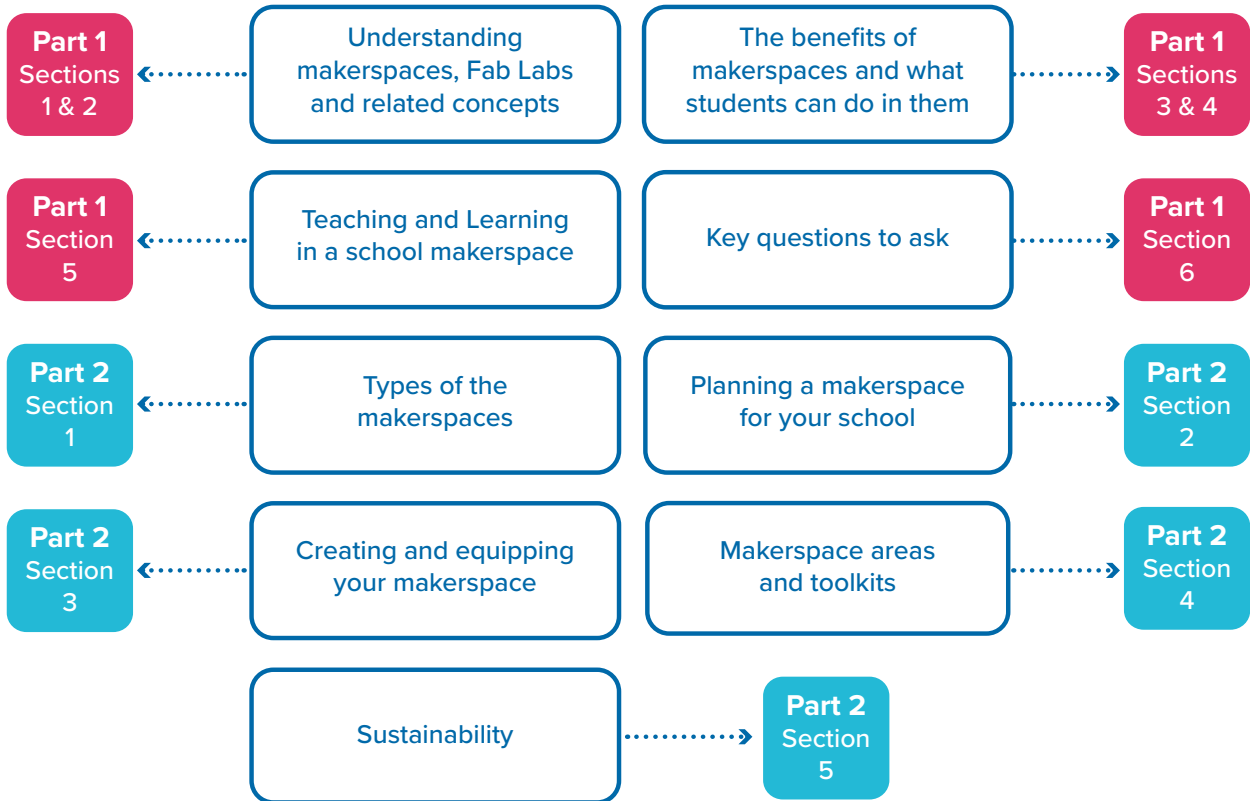 Part 1
Sections
1 & 2
Understanding
makerspaces, Fab Labs
and related concepts
The benefits of
makerspaces and what
students can do in them
Part 1
Sections
3 & 4
Part 1
Section
5
Teaching and Learning
in a school makerspace
Key questions to ask
Part 1
Section
6
Part 2
Section
1
Types of the
makerspaces
Planning a makerspace
for your school
Part 2
Section
2
Part 2
Section
3
Creating and equipping
your makerspace
Makerspace areas
and toolkits
Part 2
Section
4
Sustainability
Part 2
Section
5